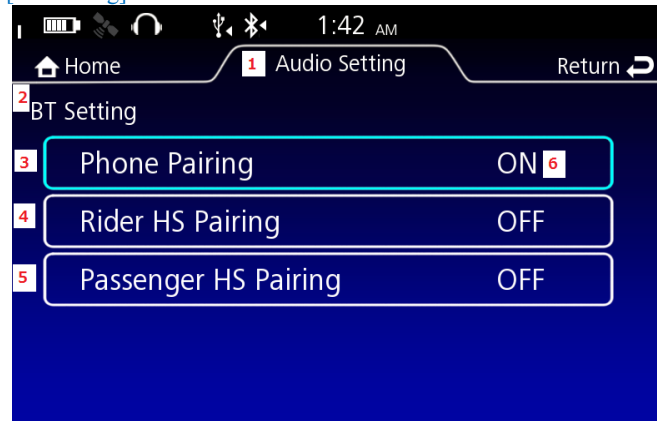 1:42 AM
Home
1 Audio Setting
Return
2 BT Setting
3 Phone Pairing ON 6
4 Rider HS Pairing OFF
5 Passenger HS Pairing OFF